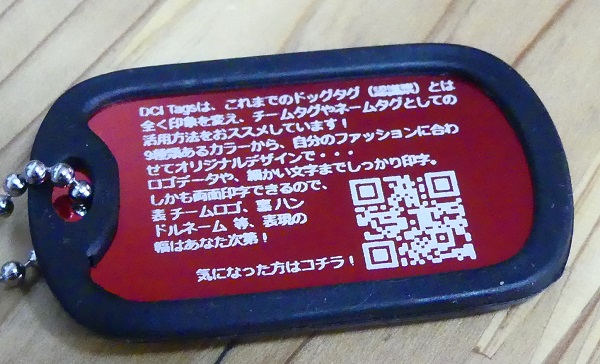 DCI Tagsは、これまでのドッグタグ（認識票）とは
全く印象を変え、チームタグやネームタグとしての
活用方法をおススメしています！
9種類あるカラーから、自分のファッションに合わ
せてオリジナルデザインで・・・
ロゴデータや、細かい文字までしっかり印字。
しかも両面印字できるので、
表 チームロゴ、裏 ハン
ドルネーム 等、表現の
幅はあなた次第！
気になった方はコチラ！